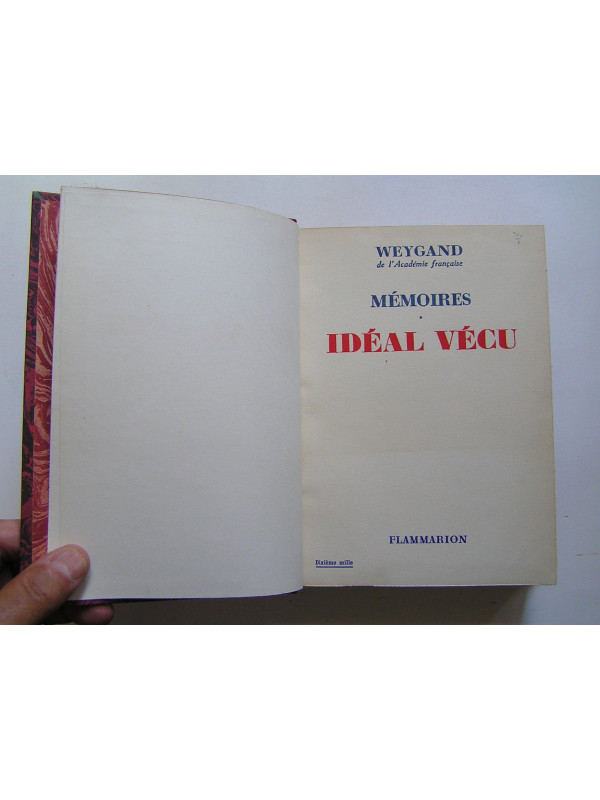 WEYGAND
de l'Académie française
MÉMOIRES
IDÉAL VÉCU
FLAMMARION
Dixième mille